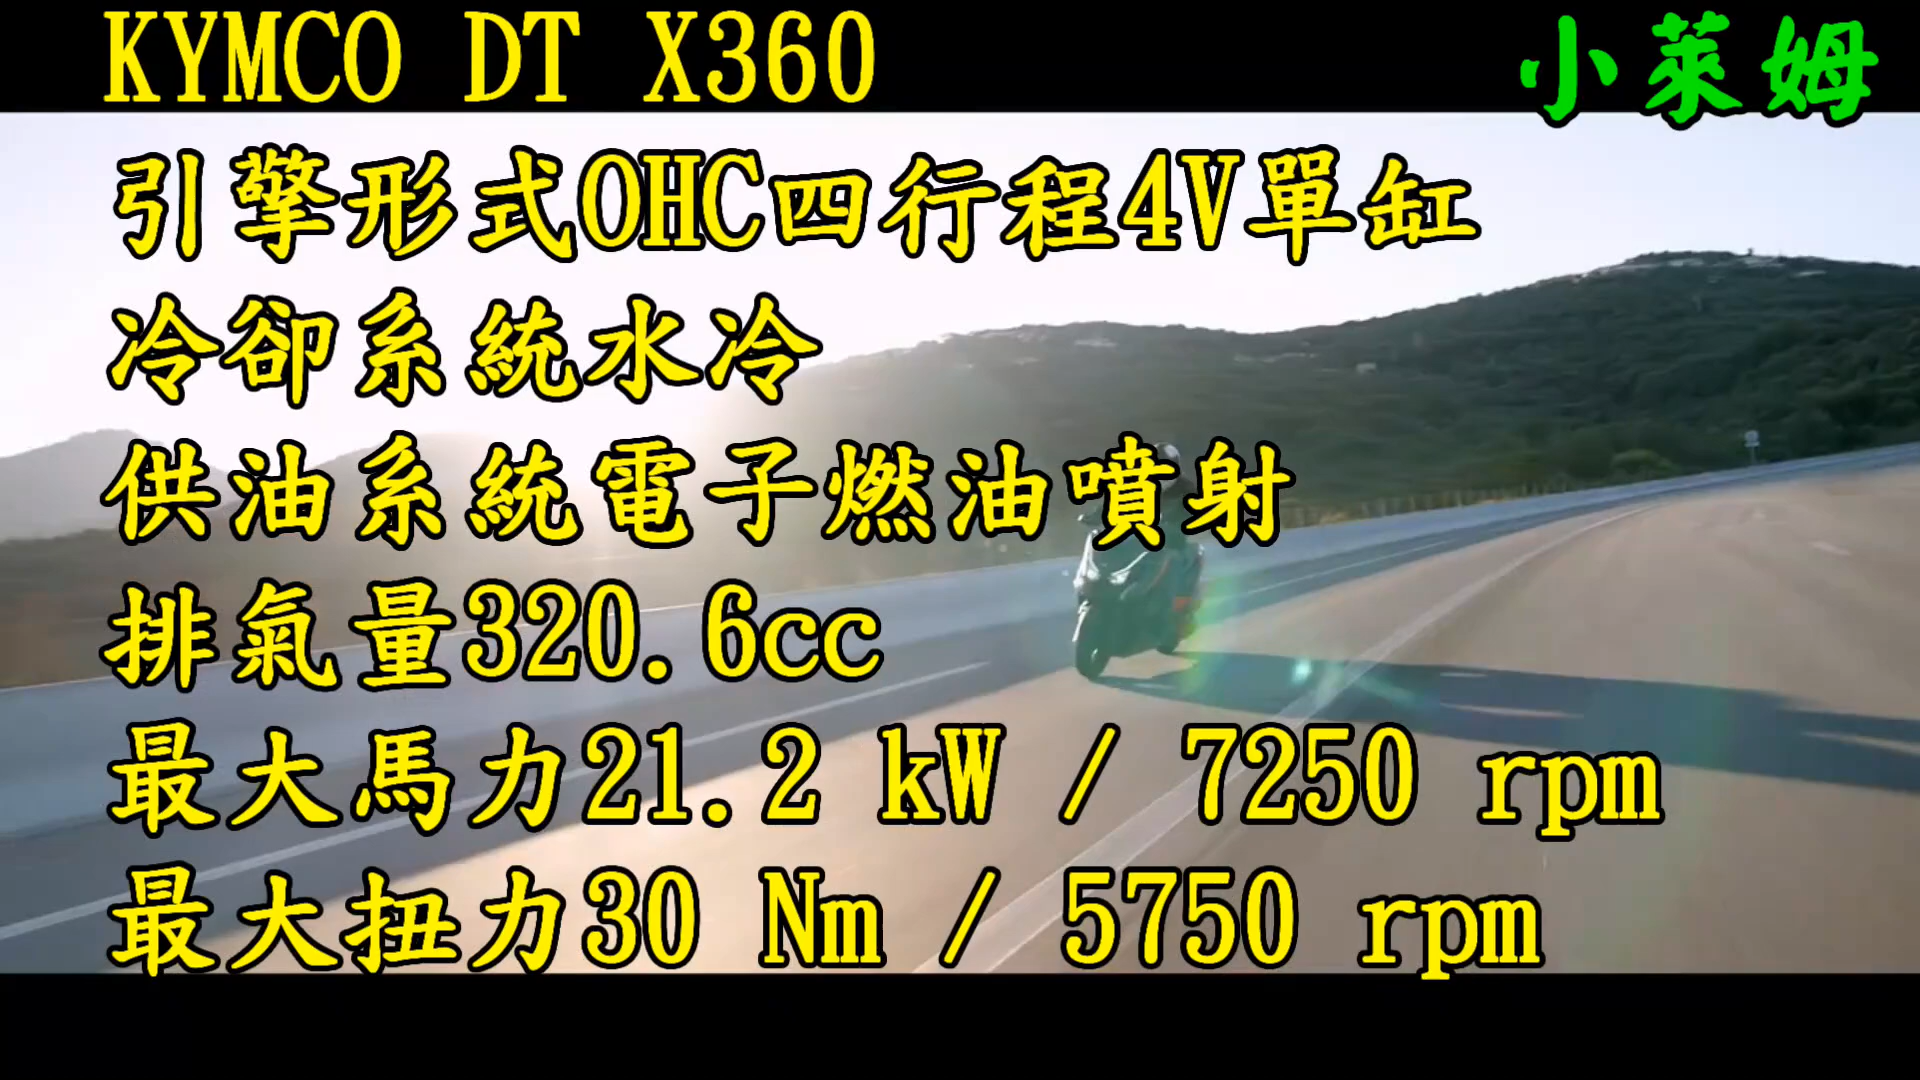 KYMCO DT X360
小萊姆
引擎形式OHC四行程4V單缸
冷卻系統水冷
供油系統電子燃油噴射
排氣量320.6cc
最大馬力21.2 kW / 7250 rpm
最大扭力30 Nm / 5750 rpm